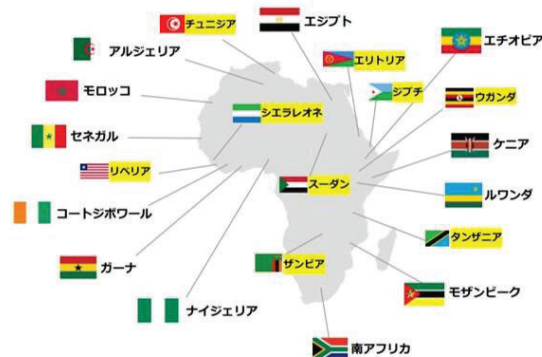 チュニジア
エジプト
エリトリア
エチオピア
アルジェリア
モロッコ
シエラレオネ
ジプチ
ウガンダ
セネガル
ケニア
リベリア
スーダン
ルワンダ
コートジボワール
タンザニア
ガーナ
ザンビア
モザンビーク
ナイジェリア
南アフリカ